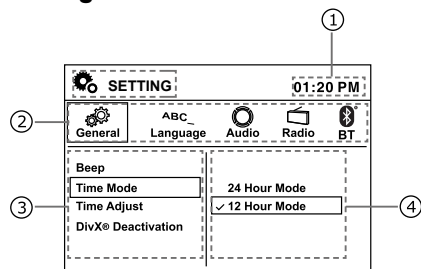 ①
SETTING
01:20 PM
②
ABC_
General Language Audio Radio BT
Beep
Time Mode 24 Hour Mode
③ Time Adjust ✓ 12 Hour Mode ④
DivX® Deactivation